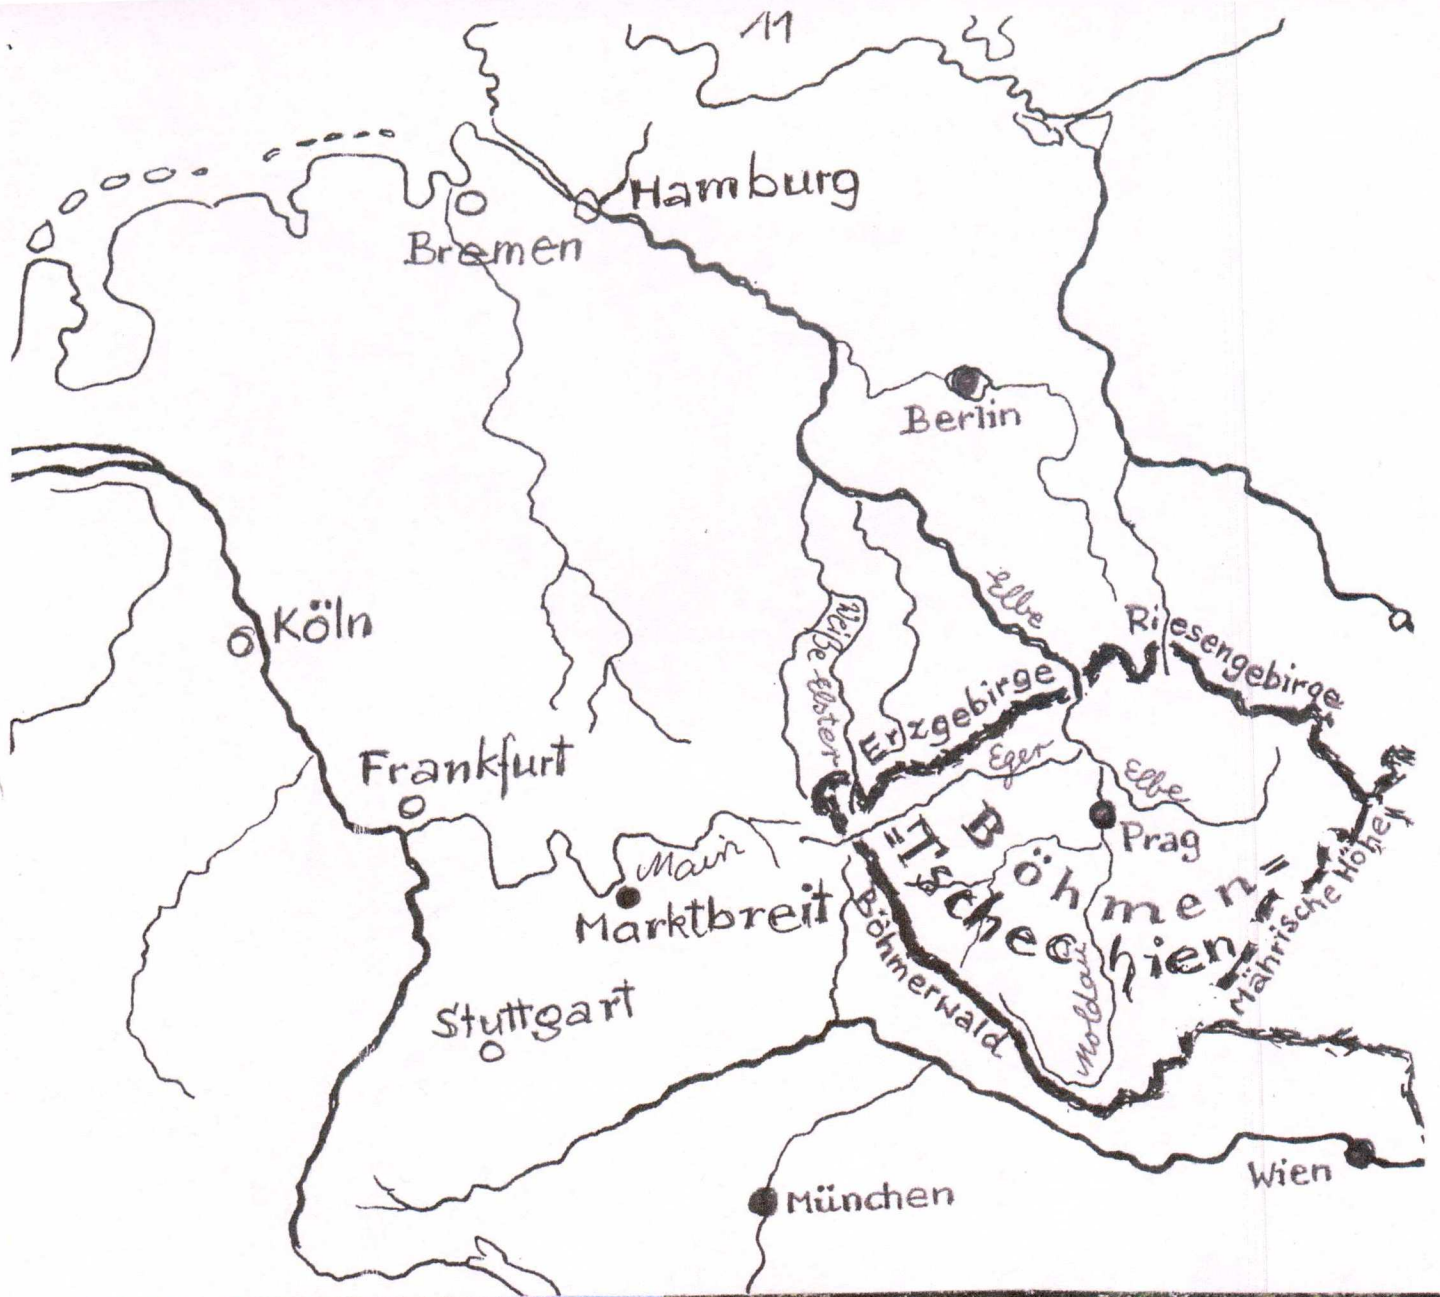 11
Hamburg
Bremen
Berlin
Elbe
Köln
Riesengebirge
Weiße Elster
Erzgebirge
Frankfurt
Eger
Elbe
Main
Prag
Böhmen
=Tschechien"
Marktbreit
Böhmerwald
Moldau
Mährische Höhe
Stuttgart
Wien
München